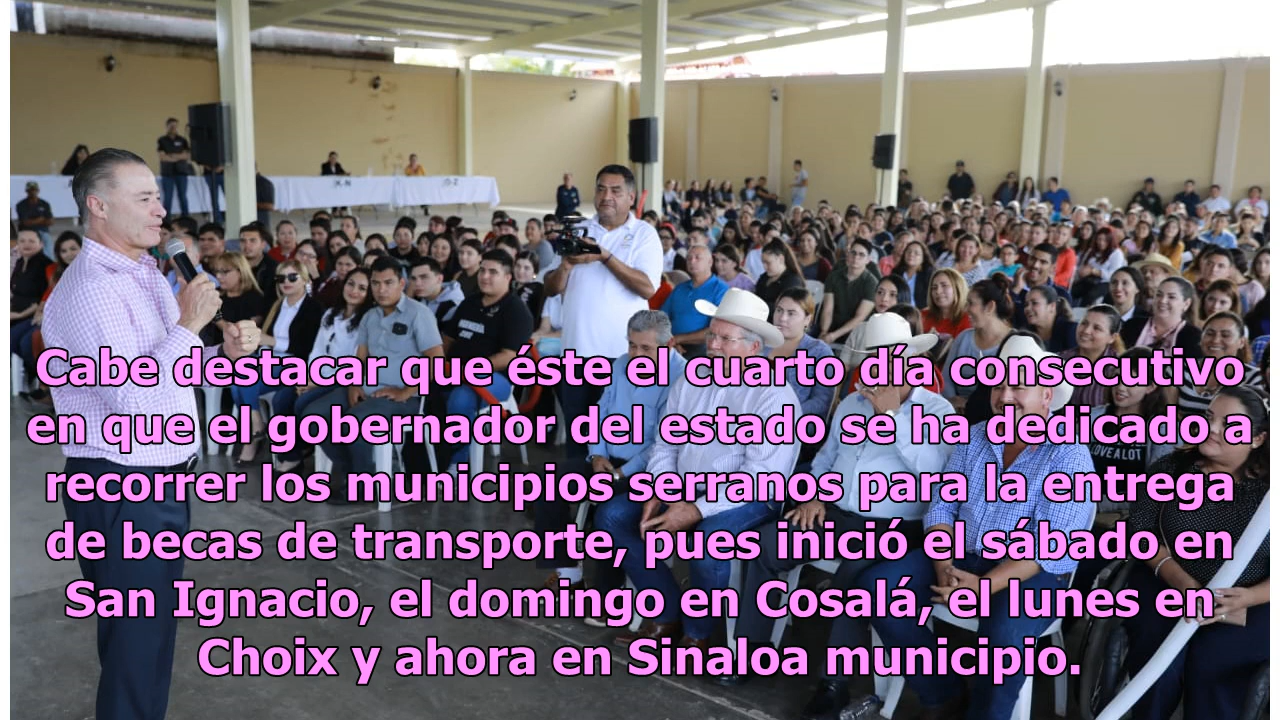 Cabe destacar que éste el cuarto día consecutivo
en que el gobernador del estado se ha dedicado a
recorrer los municipios serranos para la entrega
de becas de transporte, pues inició el sábado en
San Ignacio, el domingo en Cosalá, el lunes en
Choix y ahora en Sinaloa municipio.
LOVEALOT